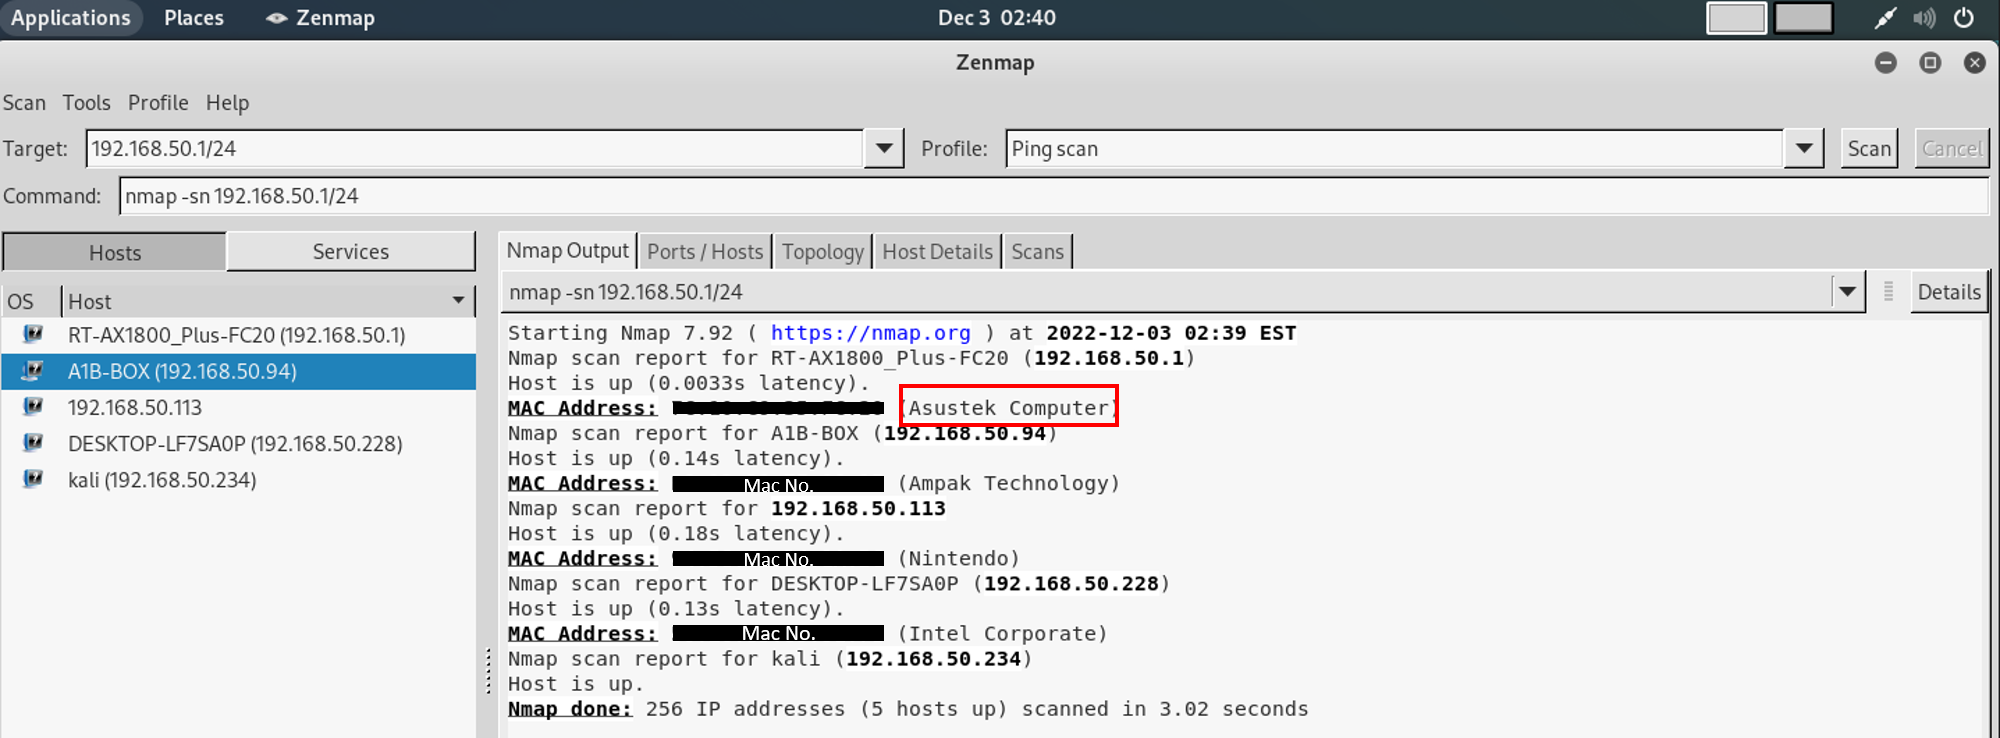 Applications Places Zenmap Dec 3 02:40
Zenmap
Scan Tools Profile Help
Target: 192.168.50.1/24 Profile: Ping scan Scan Cancel
Command: nmap -sn 192.168.50.1/24
Hosts Services
OS Host
RT-AX1800_Plus-FC20 (192.168.50.1)
A1B-BOX (192.168.50.94)
192.168.50.113
DESKTOP-LF7SA0P (192.168.50.228)
kali (192.168.50.234)
Nmap Output Ports / Hosts Topology Host Details Scans
nmap -sn 192.168.50.1/24 Details
Starting Nmap 7.92 ( https://nmap.org ) at 2022-12-03 02:39 EST
Nmap scan report for RT-AX1800_Plus-FC20 (192.168.50.1)
Host is up (0.0033s latency).
MAC Address: (Asustek Computer)
Nmap scan report for A1B-BOX (192.168.50.94)
Host is up (0.14s latency).
MAC Address: Mac No. (Ampak Technology)
Nmap scan report for 192.168.50.113
Host is up (0.18s latency).
MAC Address: Mac No. (Nintendo)
Nmap scan report for DESKTOP-LF7SA0P (192.168.50.228)
Host is up (0.13s latency).
MAC Address: Mac No. (Intel Corporate)
Nmap scan report for kali (192.168.50.234)
Host is up.
Nmap done: 256 IP addresses (5 hosts up) scanned in 3.02 seconds